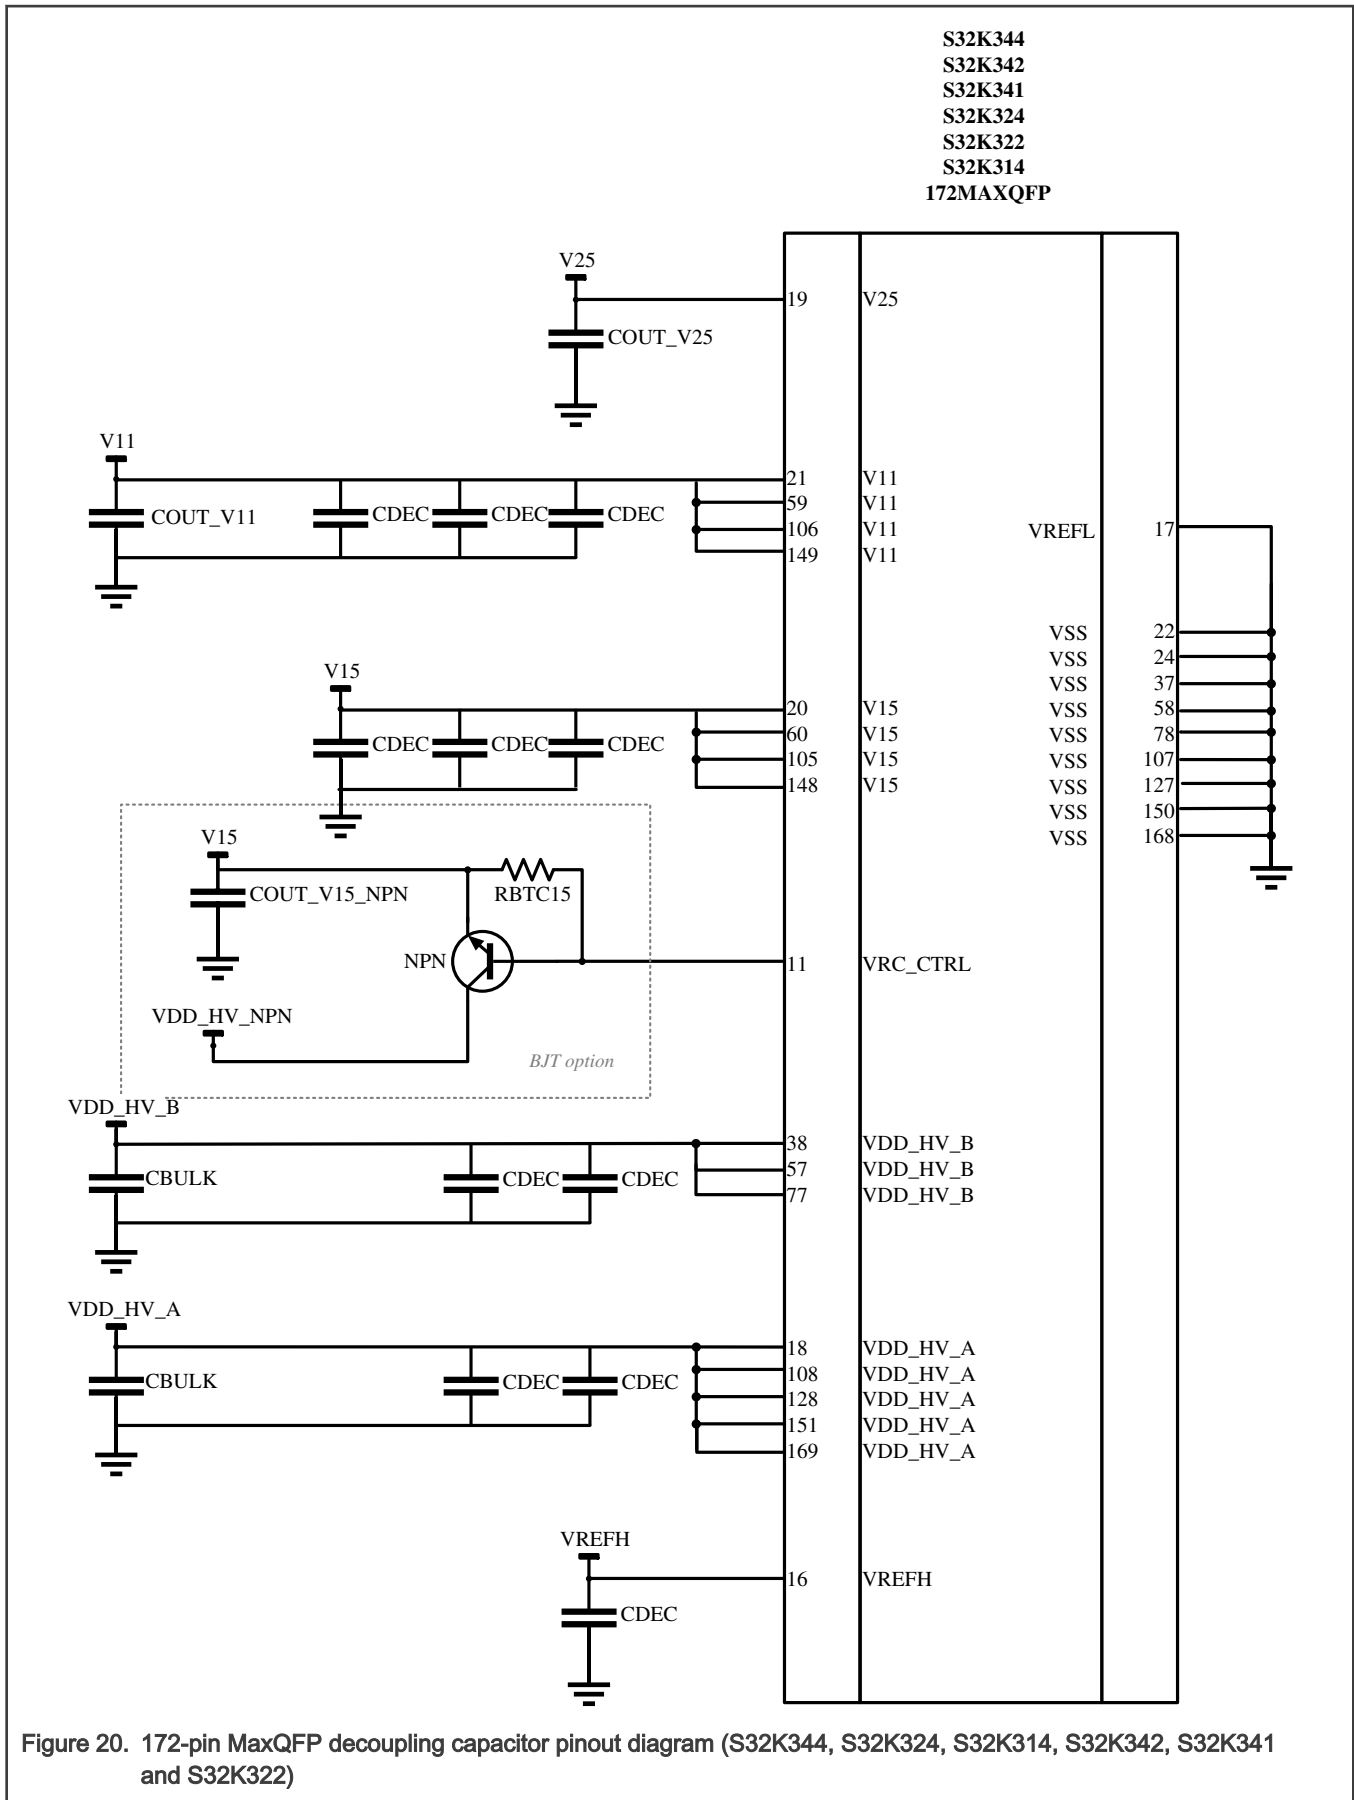 S32K344
S32K342
S32K341
S32K324
S32K322
S32K314
172MAXQFP
V25
19 V25
COUT_V25
V11
21 V11
COUT_V11 CDEC CDEC CDEC 59 V11
106 V11
149 V11
VREFL 17
VSS 22
VSS 24
VSS 37
VSS 58
VSS 78
VSS 107
VSS 127
VSS 150
VSS 168
V15
20 V15
CDEC CDEC CDEC 60 V15
105 V15
148 V15
V15
COUT_V15_NPN RBTC15
NPN 11 VRC_CTRL
VDD_HV_NPN
BJT option
VDD_HV_B
38 VDD_HV_B
CBULK CDEC CDEC 57 VDD_HV_B
77 VDD_HV_B
VDD_HV_A
18 VDD_HV_A
CBULK CDEC CDEC 108 VDD_HV_A
128 VDD_HV_A
151 VDD_HV_A
169 VDD_HV_A
VREFH
16 VREFH
CDEC
Figure 20. 172-pin MaxQFP decoupling capacitor pinout diagram (S32K344, S32K324, S32K314, S32K342, S32K341
and S32K322)